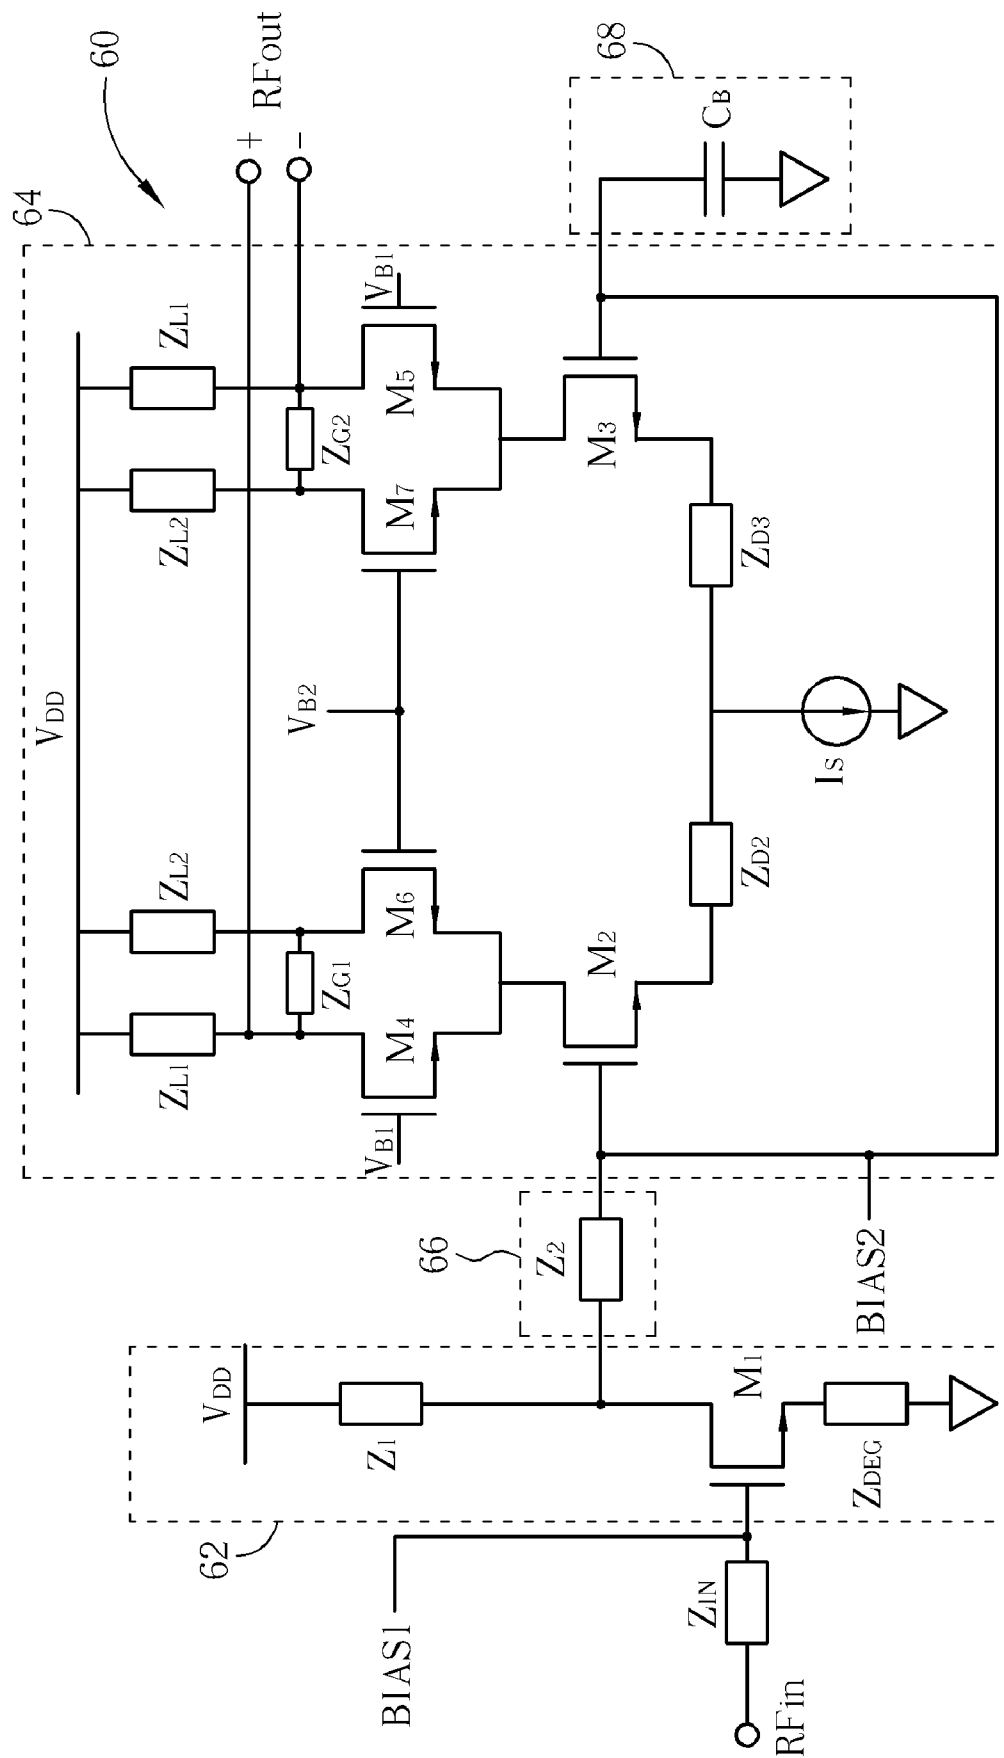 60
RFout
+
-
64
68
CB
VDD
ZL1
ZL2
ZL2
ZL1
ZG1
ZG2
VB1
M4
M6
VB2
M7
M5
VB1
M2
M3
ZD2
ZD3
IS
66
Z2
BIAS2
62
VDD
Z1
M1
ZDEG
BIAS1
ZIN
RFin